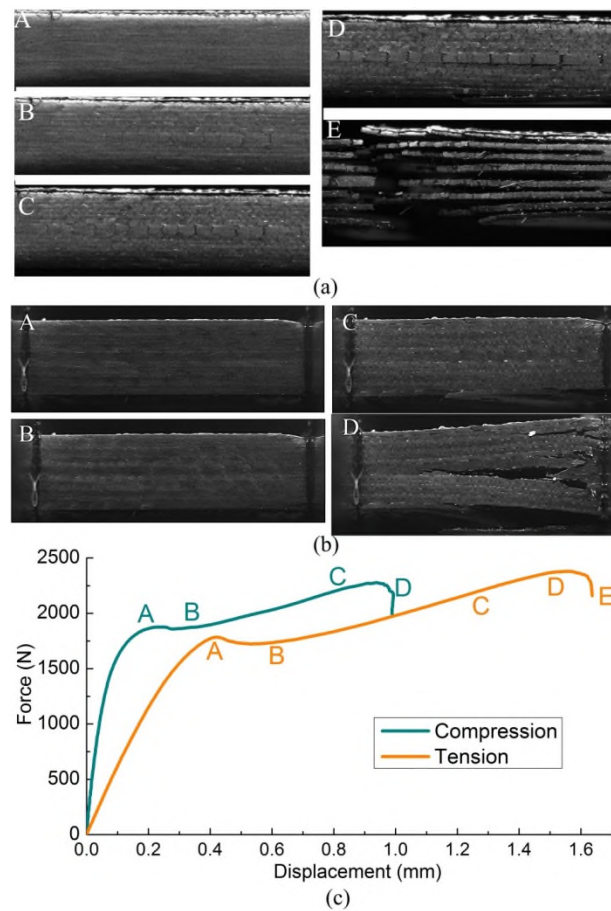 A
B
C
D
E
(a)
A
B
C
D
(b)
2500
2000
1500
1000
500
0
Force (N)
A
B
C
D
A
B
C
D
E
Compression
Tension
0.0
0.2
0.4
0.6
0.8
1.0
1.2
1.4
1.6
Displacement (mm)
(c)